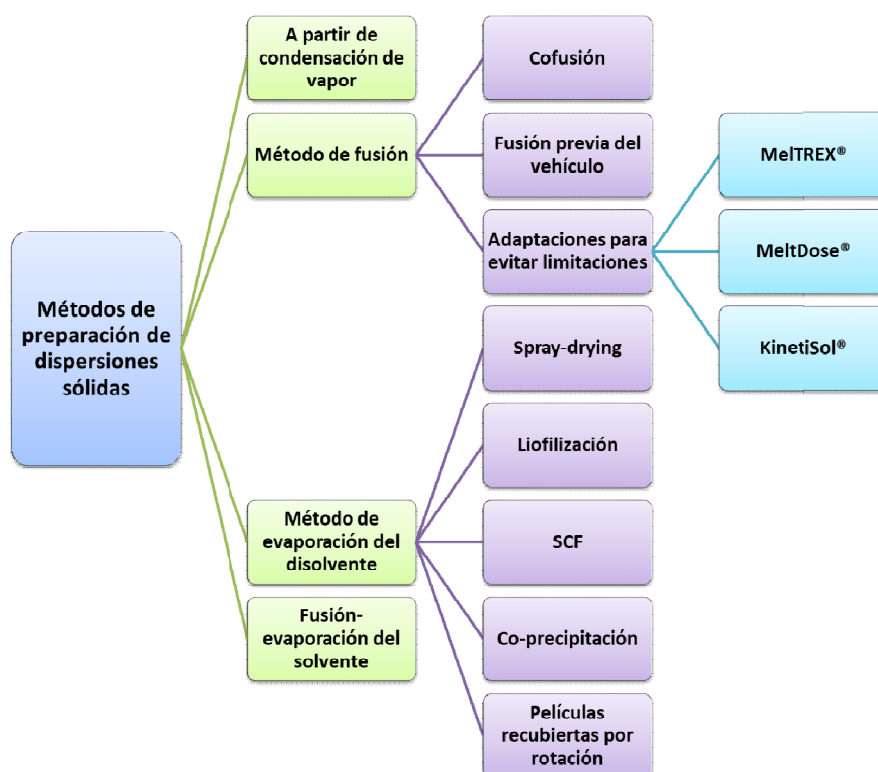 Métodos de
preparación de
dispersiones
sólidas
A partir de
condensación de
vapor
Método de fusión
Cofusión
Fusión previa del
vehículo
Adaptaciones para
evitar limitaciones
MelTREX®
MeltDose®
KinetiSol®
Método de
evaporación del
disolvente
Spray-drying
Liofilización
SCF
Co-precipitación
Películas
recubiertas por
rotación
Fusión-
evaporación del
solvente